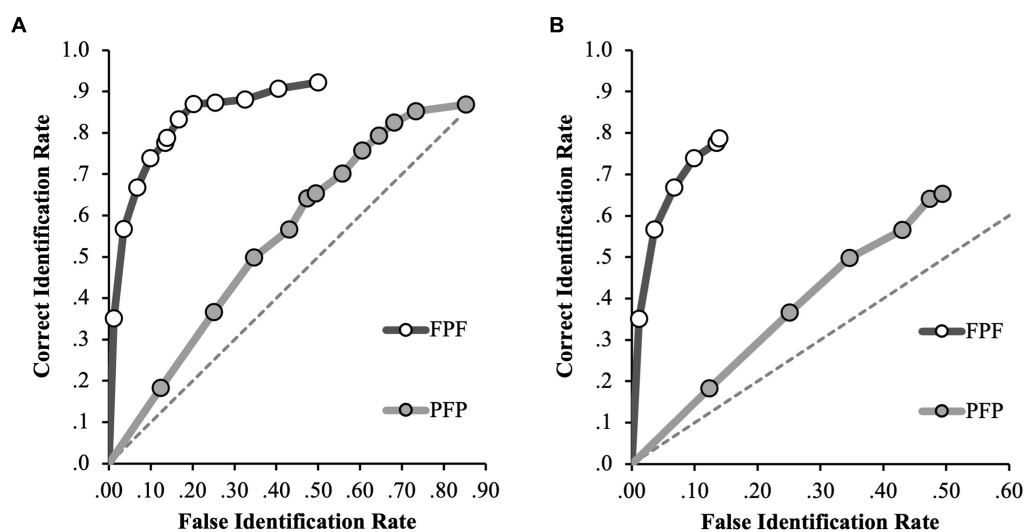 A
B
1.0
.9
.8
.7
.6
.5
.4
.3
.2
.1
.0
Correct Identification Rate
FPF
PFP
.00 .10 .20 .30 .40 .50 .60 .70 .80 .90
False Identification Rate
1.0
.9
.8
.7
.6
.5
.4
.3
.2
.1
.0
Correct Identification Rate
FPF
PFP
.00 .10 .20 .30 .40 .50 .60
False Identification Rate